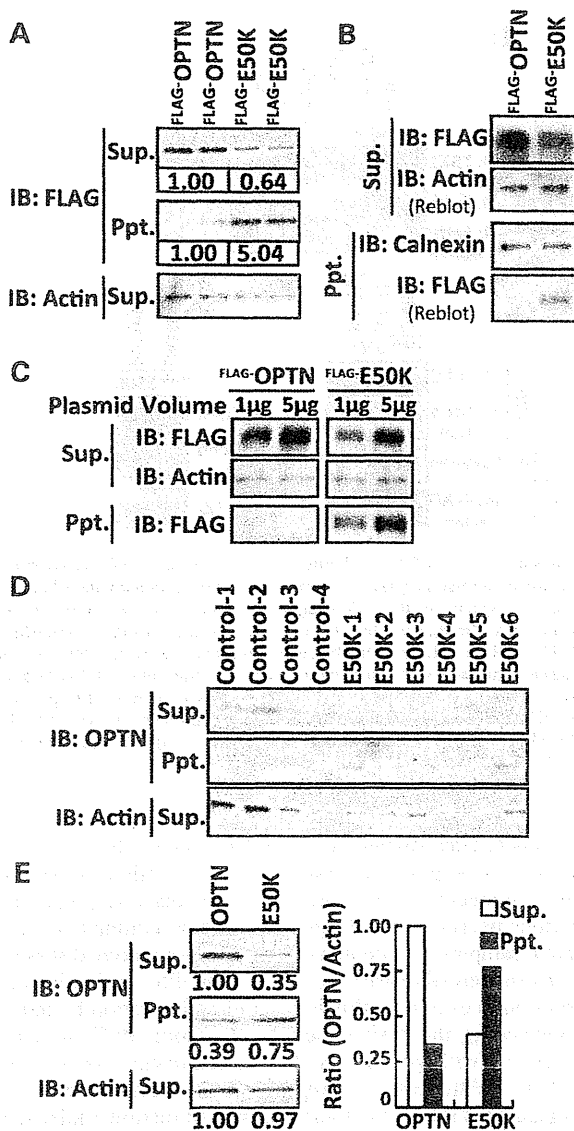 A
FLAG-OPTN
FLAG-OPTN
FLAG-E50K
FLAG-E50K
IB: FLAG
Sup.
1.00 0.64
Ppt.
1.00 5.04
IB: Actin Sup.
B
FLAG-OPTN
FLAG-E50K
Sup.
IB: FLAG
IB: Actin
(Reblot)
Ppt.
IB: Calnexin
IB: FLAG
(Reblot)
C
FLAG-OPTN FLAG-E50K
Plasmid Volume 1µg 5µg 1µg 5µg
Sup.
IB: FLAG
IB: Actin
Ppt. IB: FLAG
D
Control-1
Control-2
Control-3
Control-4
E50K-1
E50K-2
E50K-3
E50K-4
E50K-5
E50K-6
IB: OPTN
Sup.
Ppt.
IB: Actin Sup.
E
OPTN
E50K
IB: OPTN
Sup.
1.00 0.35
Ppt.
0.39 0.75
IB: Actin Sup.
1.00 0.97
Ratio (OPTN/Actin)
1.00
0.75
0.50
0.25
0
Sup.
Ppt.
OPTN E50K